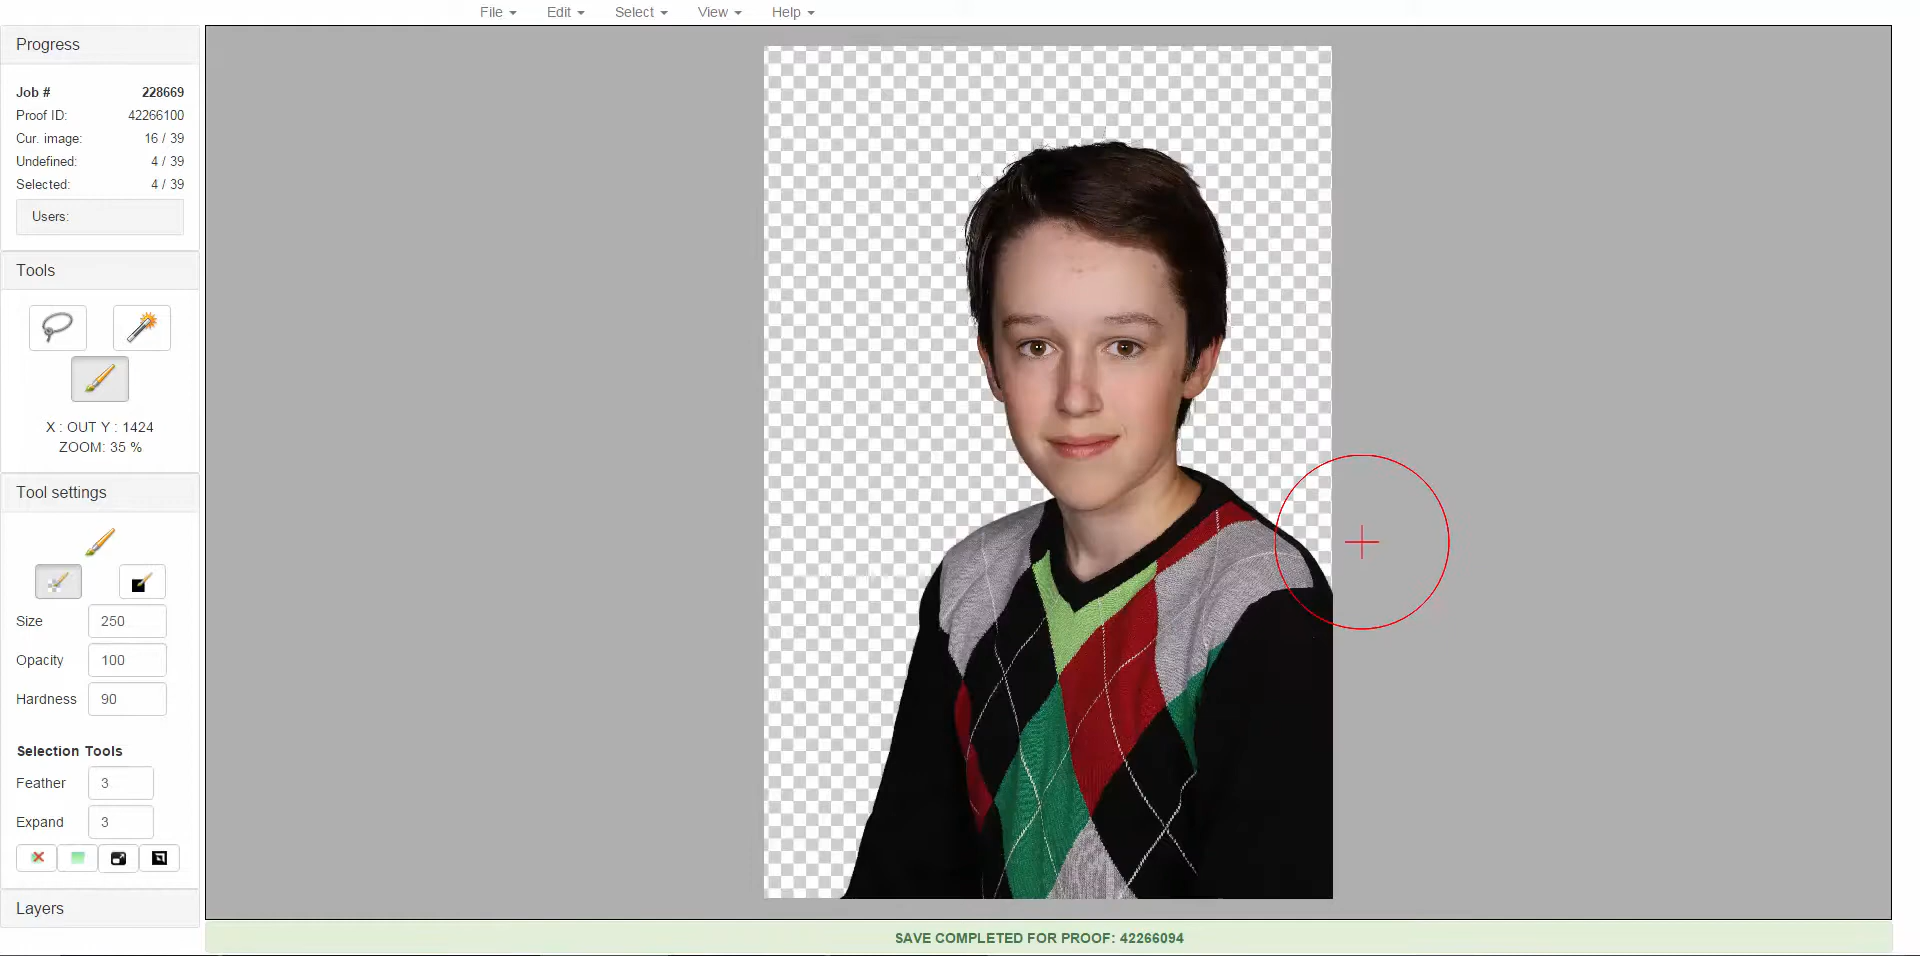 File Edit Select View Help
Progress
Job # 228669
Proof ID: 42266100
Cur. image: 16 / 39
Undefined: 4 / 39
Selected: 4 / 39
Users:
Tools
X : OUT Y : 1424
ZOOM: 35 %
Tool settings
Size 250
Opacity 100
Hardness 90
Selection Tools
Feather 3
Expand 3
Layers
SAVE COMPLETED FOR PROOF: 42266094